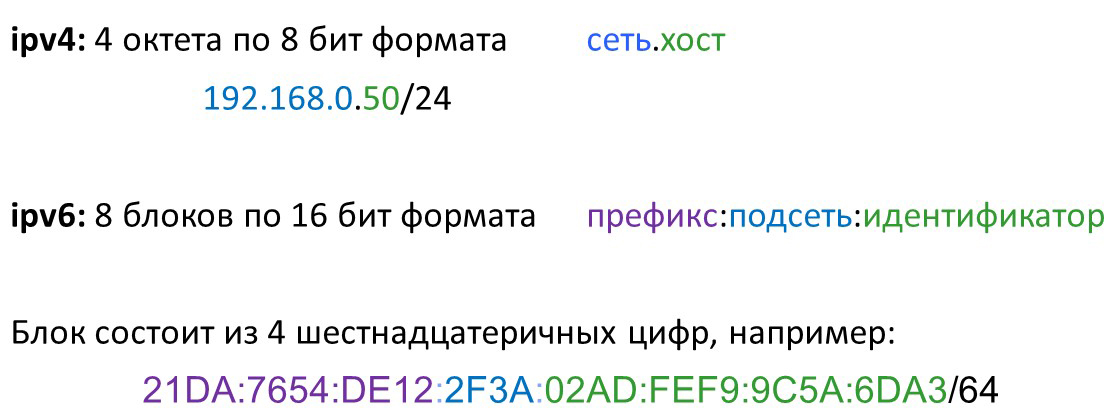 ipv4: 4 октета по 8 бит формата сеть.хост
192.168.0.50/24
ipv6: 8 блоков по 16 бит формата префикс:подсеть:идентификатор
Блок состоит из 4 шестнадцатеричных цифр, например:
21DA:7654:DE12:2F3A:02AD:FEF9:9C5A:6DA3/64